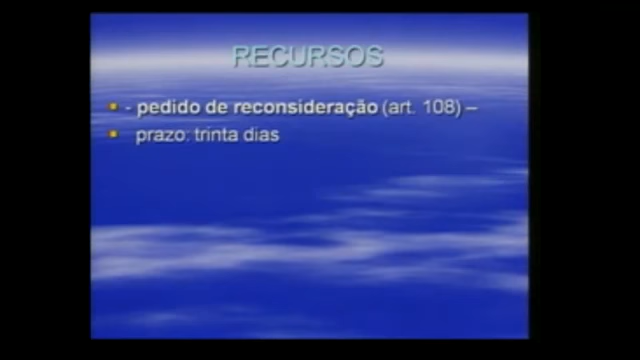 RECURSOS
- pedido de reconsideração (art. 108) –
prazo: trinta dias